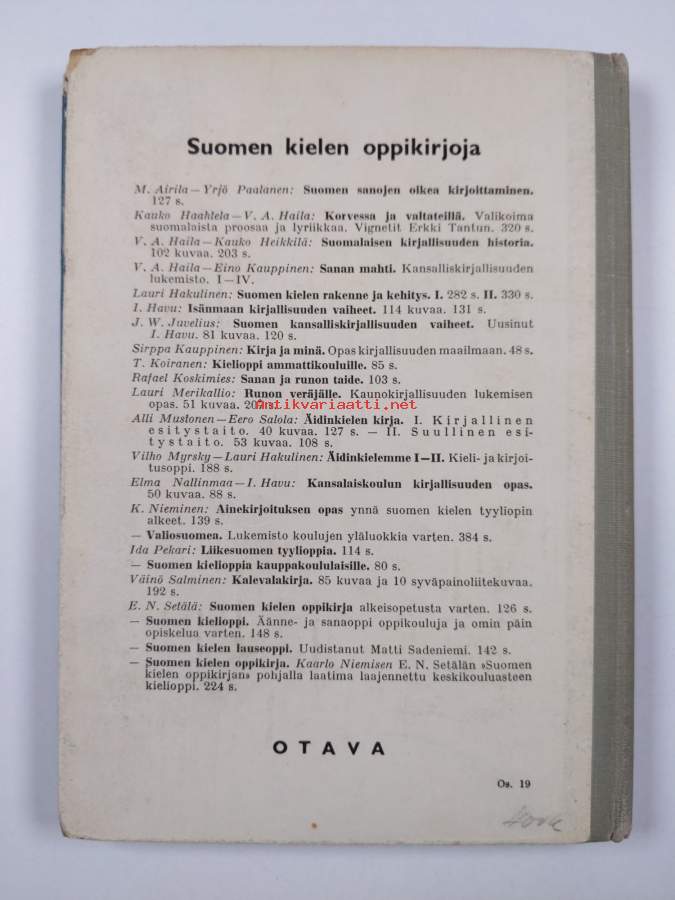 Suomen kielen oppikirjoja
M. Airila — Yrjö Paalanen: Suomen sanojen oikea kirjoittaminen.
127 s.
Kauko Haahtela — V. A. Haila: Korvessa ja valtateillä. Valikoima
suomalaista proosaa ja lyriikkaa. Vignetit Erkki Tantun. 320 s.
V. A. Haila — Kauko Heikkilä: Suomalaisen kirjallisuuden historia.
102 kuvaa. 203 s.
V. A. Haila — Eino Kauppinen: Sanan mahti. Kansalliskirjallisuuden
lukemisto. I—IV.
Lauri Hakulinen: Suomen kielen rakenne ja kehitys. I. 282 s. II. 330 s.
I. Havu: Isänmaan kirjallisuuden vaiheet. 114 kuvaa. 131 s.
J. W. Juvelius: Suomen kansalliskirjallisuuden vaiheet. Uusinut
I. Havu. 81 kuvaa. 120 s.
Sirppa Kauppinen: Kirja ja minä. Opas kirjallisuuden maailmaan. 48 s.
T. Koiranen: Kielioppi ammattikouluille. 85 s.
Rafael Koskimies: Sanan ja runon taide. 103 s.
Lauri Merikallio: Runon veräjälle. Kaunokirjallisuuden lukemisen
opas. 51 kuvaa. s.
Antikvariaatti.net
Alli Mustonen — Eero Salola: Äidinkielen kirja. I. Kirjallinen
esitystaito. 40 kuvaa. 127 s. — II. Suullinen esi-
tystaito. 53 kuvaa. 108 s.
Vilho Myrsky — Lauri Hakulinen: Äidinkielemme I—II. Kieli- ja kirjoi-
tusoppi. 188 s.
Elma Nallinmaa — I. Havu: Kansalaiskoulun kirjallisuuden opas.
50 kuvaa. 88 s.
K. Nieminen: Ainekirjoituksen opas ynnä suomen kielen tyyliopin
alkeet. 139 s.
— Valiosuomea. Lukemisto koulujen yläluokkia varten. 384 s.
Ida Pekari: Liikesuomen tyylioppia. 114 s.
— Suomen kielioppia kauppakoululaisille. 80 s.
Väinö Salminen: Kalevalakirja. 85 kuvaa ja 10 syväpainoliitekuvaa.
192 s.
E. N. Setälä: Suomen kielen oppikirja alkeisopetusta varten. 126 s.
— Suomen kielioppi. Äänne- ja sanaoppi oppikouluja ja omin päin
opiskelua varten. 148 s.
— Suomen kielen lauseoppi. Uudistanut Matti Sadeniemi. 142 s.
— Suomen kielen oppikirja. Kaarlo Niemisen E. N. Setälän »Suomen
kielen oppikirjan» pohjalla laatima laajennettu keskikouluasteen
kielioppi. 224 s.
OTAVA
Os. 19